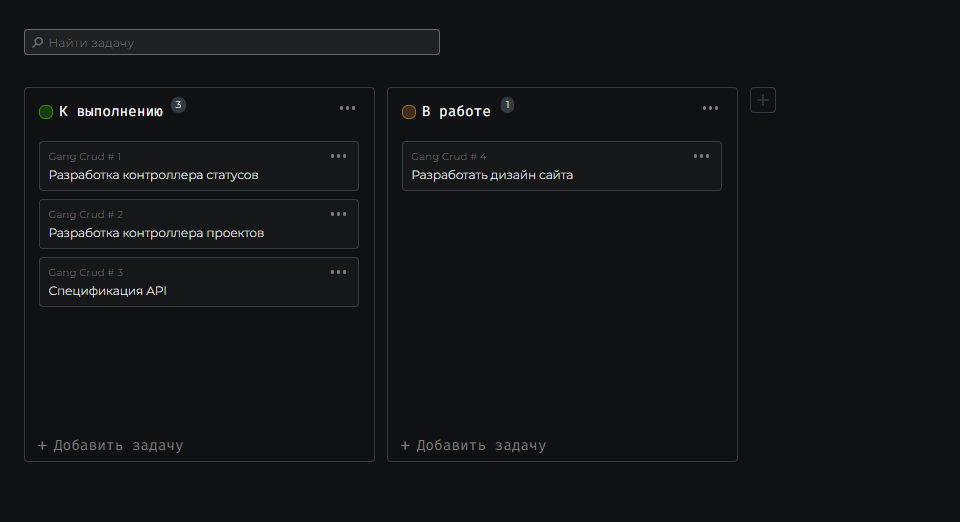 Найти задачу
К выполнению 3
Gang Crud # 1
Разработка контроллера статусов
Gang Crud # 2
Разработка контроллера проектов
Gang Crud # 3
Спецификация API
+ Добавить задачу
В работе 1
Gang Crud # 4
Разработать дизайн сайта
+ Добавить задачу